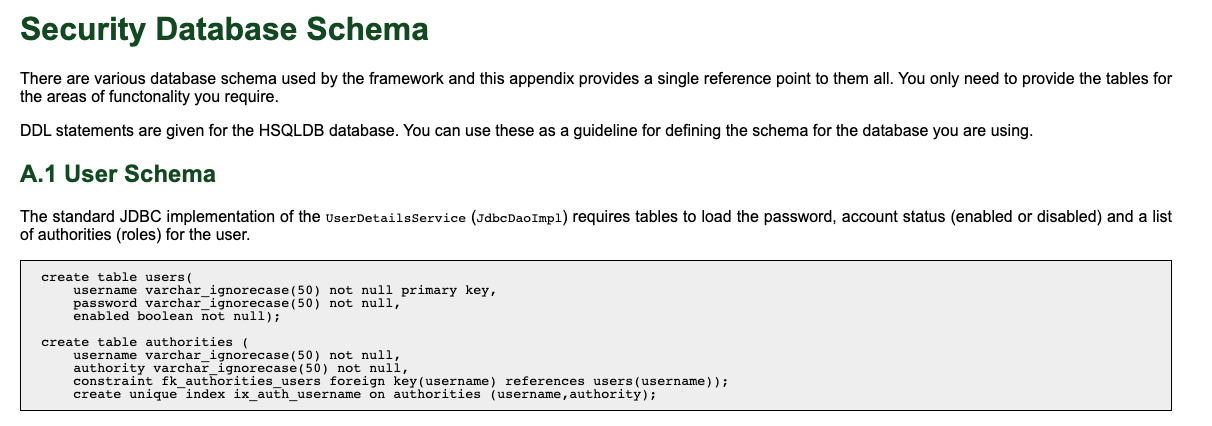 Security Database Schema
There are various database schema used by the framework and this appendix provides a single reference point to them all. You only need to provide the tables for
the areas of functonality you require.
DDL statements are given for the HSQLDB database. You can use these as a guideline for defining the schema for the database you are using.
A.1 User Schema
The standard JDBC implementation of the UserDetailsService (JdbcDaoImpl) requires tables to load the password, account status (enabled or disabled) and a list
of authorities (roles) for the user.
create table users(
username varchar_ignorecase(50) not null primary key,
password varchar_ignorecase(50) not null,
enabled boolean not null);
create table authorities (
username varchar_ignorecase(50) not null,
authority varchar_ignorecase(50) not null,
constraint fk_authorities_users foreign key(username) references users(username));
create unique index ix_auth_username on authorities (username,authority);